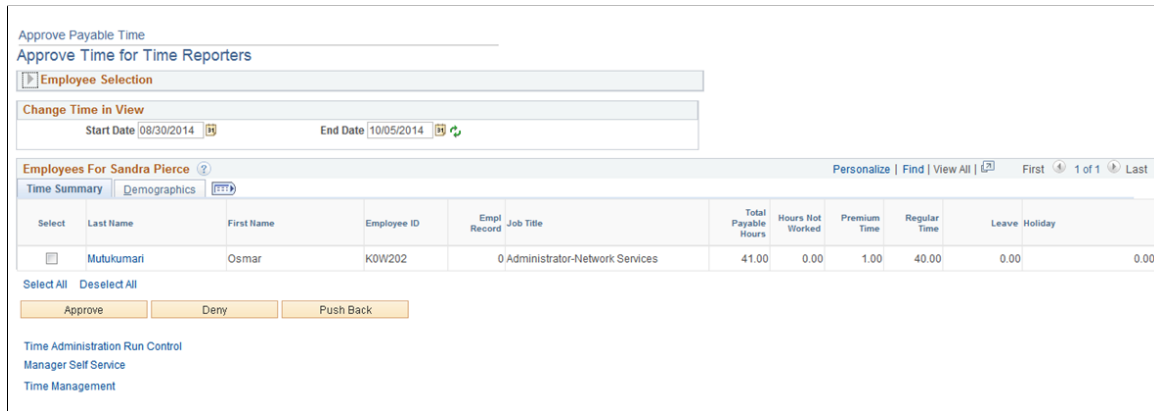 Approve Payable Time
Approve Time for Time Reporters
Employee Selection
Change Time in View
Start Date 08/30/2014 End Date 10/05/2014
Employees For Sandra Pierce ? Personalize | Find | View All | First 1 of 1 Last
Time Summary Demographics
Select Last Name First Name Employee ID Empl Record Job Title Total Payable Hours Hours Not Worked Premium Time Regular Time Leave Holiday
Mutukumari Osmar K0W202 0 Administrator-Network Services 41.00 0.00 1.00 40.00 0.00 0.00
Select All Deselect All
Approve Deny Push Back
Time Administration Run Control
Manager Self Service
Time Management